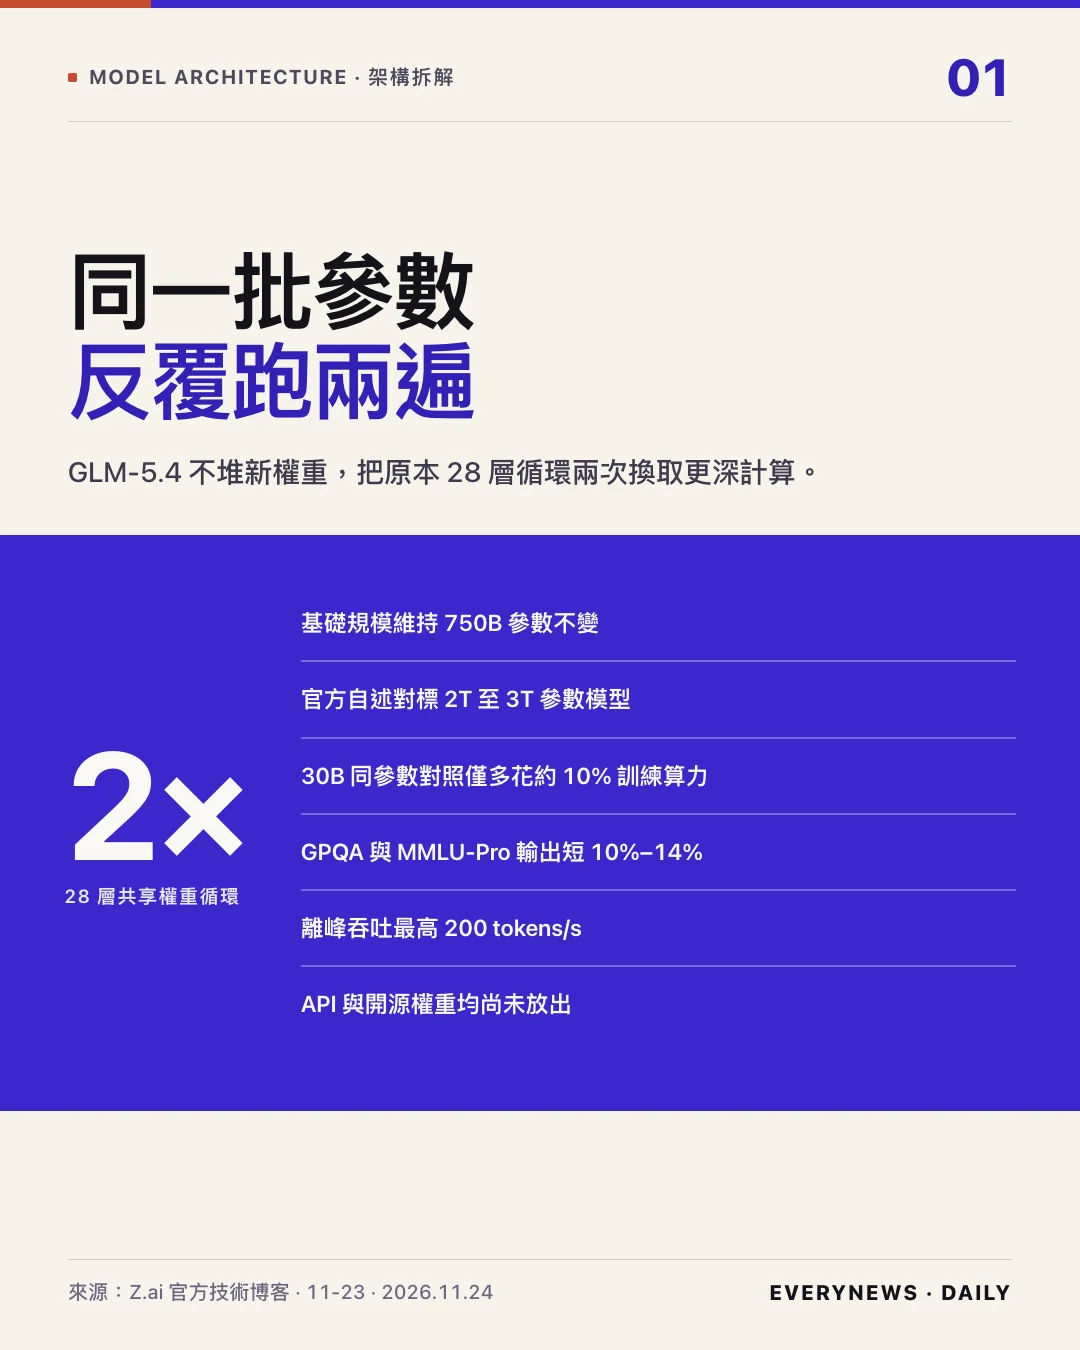 MODEL ARCHITECTURE · 架構拆解
01
同一批參數
反覆跑兩遍
GLM-5.4 不堆新權重，把原本 28 層循環兩次換取更深計算。
基礎規模維持 750B 參數不變
官方自述對標 2T 至 3T 參數模型
30B 同參數對照僅多花約 10% 訓練算力
GPQA 與 MMLU-Pro 輸出短 10%–14%
離峰吞吐最高 200 tokens/s
API 與開源權重均尚未放出
2×
28 層共享權重循環
來源：Z.ai 官方技術博客 · 11-23 · 2026.11.24
EVERYNEWS · DAILY